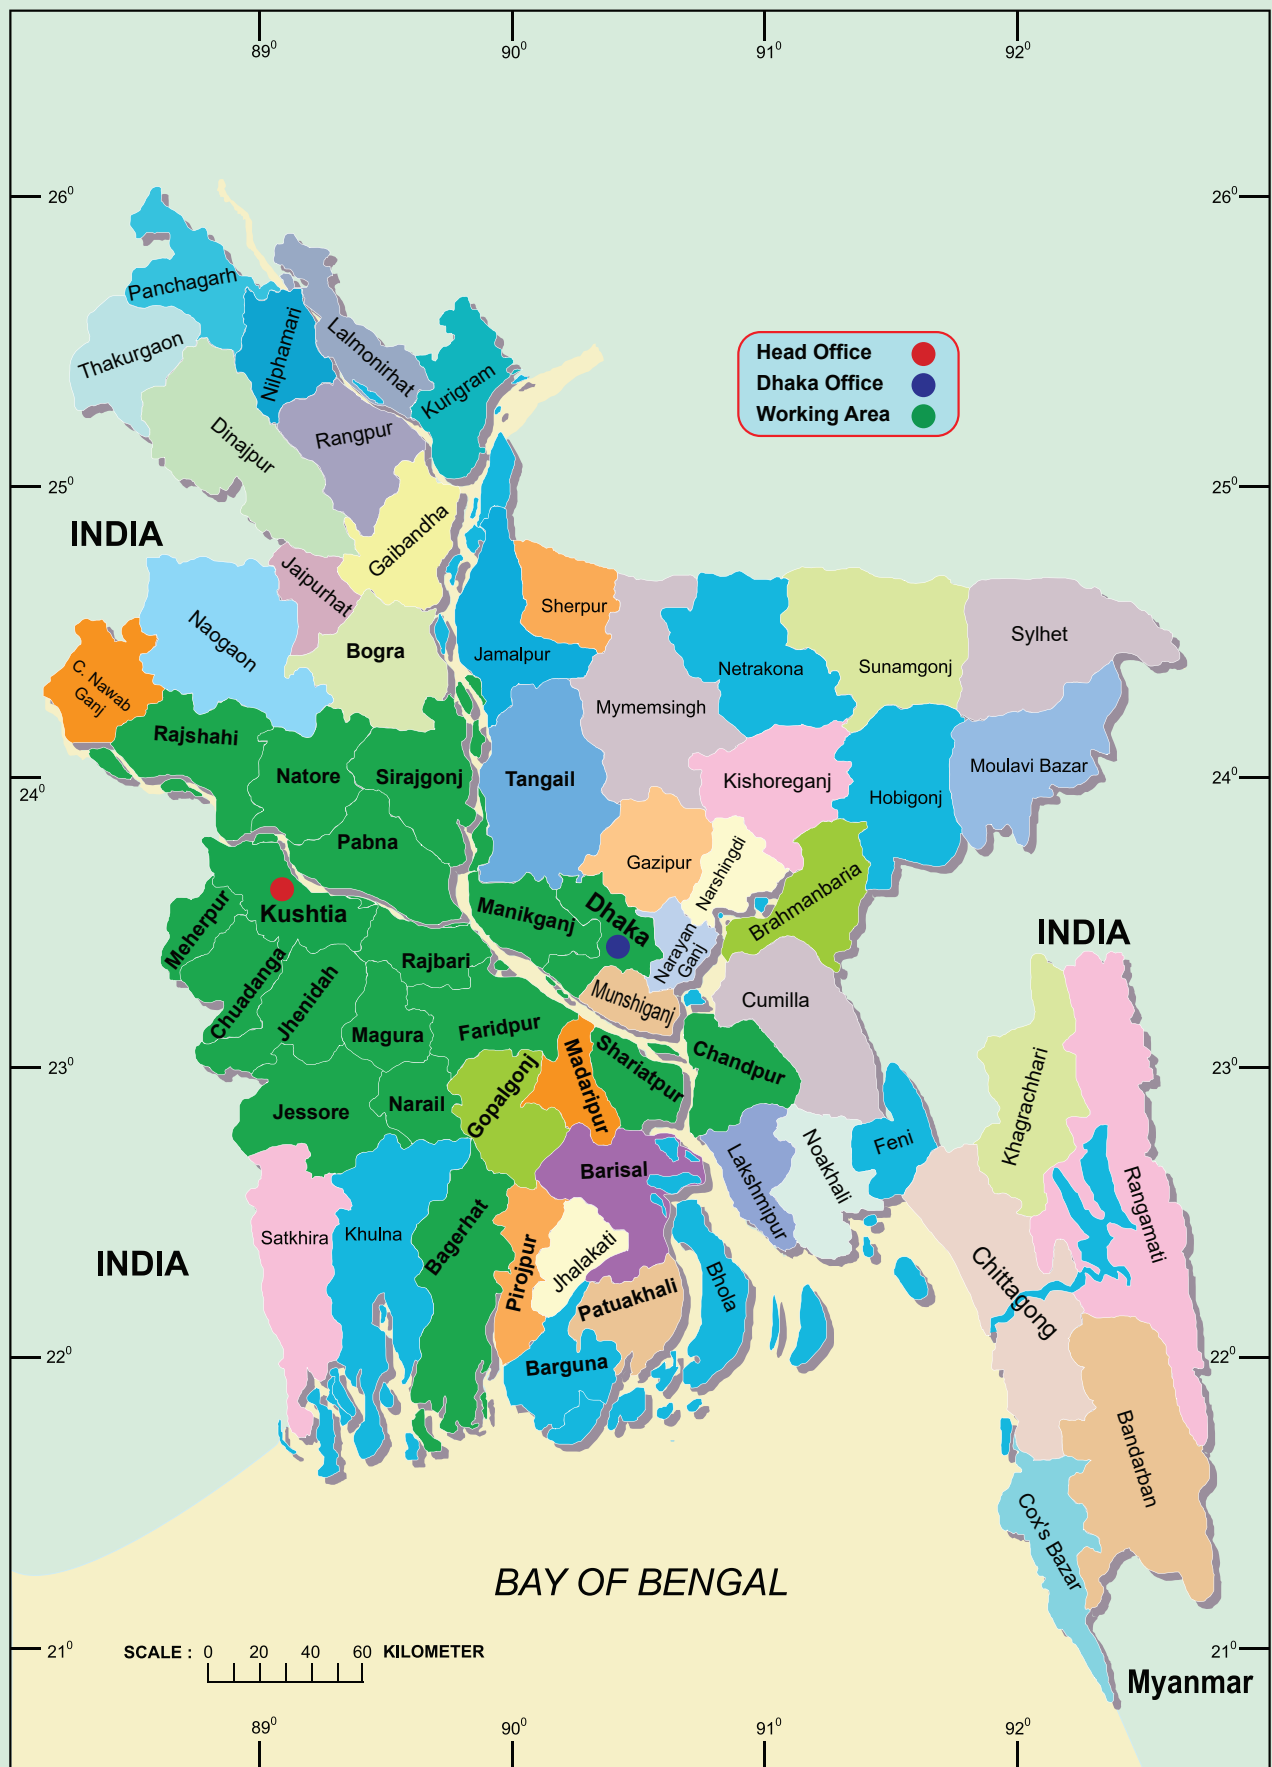 89⁰ 90⁰ 91⁰ 92⁰
26⁰ 26⁰
Panchagarh
Thakurgaon
Nilphamari
Lalmonirhat
Kurigram
Dinajpur
Rangpur
Head Office
Dhaka Office
Working Area
25⁰ 25⁰
INDIA
Gaibandha
Jaipurhat
Naogaon
Bogra
Sherpur
Jamalpur
Netrakona
Sunamgonj
Sylhet
C. Nawab
Ganj
Mymemsingh
Rajshahi
Natore
Sirajgonj
Tangail
Kishoreganj
Hobigonj
Moulavi Bazar
24⁰ 24⁰
Pabna
Gazipur
Narshingdi
Brahmanbaria
Meherpur
Kushtia
Manikganj
Dhaka
Narayan
Ganj
INDIA
Chuadanga
Jhenidah
Rajbari
Munshiganj
Cumilla
Magura
Faridpur
Madaripur
Shariatpur
Chandpur
Khagrachhari
23⁰ 23⁰
Jessore
Narail
Gopalgonj
Barisal
Lakshmipur
Noakhali
Feni
Rangamati
INDIA
Satkhira
Khulna
Bagerhat
Pirojpur
Jhalakati
Patuakhali
Bhola
Chittagong
22⁰ 22⁰
Barguna
Bandarban
Cox's Bazar
BAY OF BENGAL
SCALE : 0 20 40 60 KILOMETER
21⁰ 21⁰
Myanmar
89⁰ 90⁰ 91⁰ 92⁰